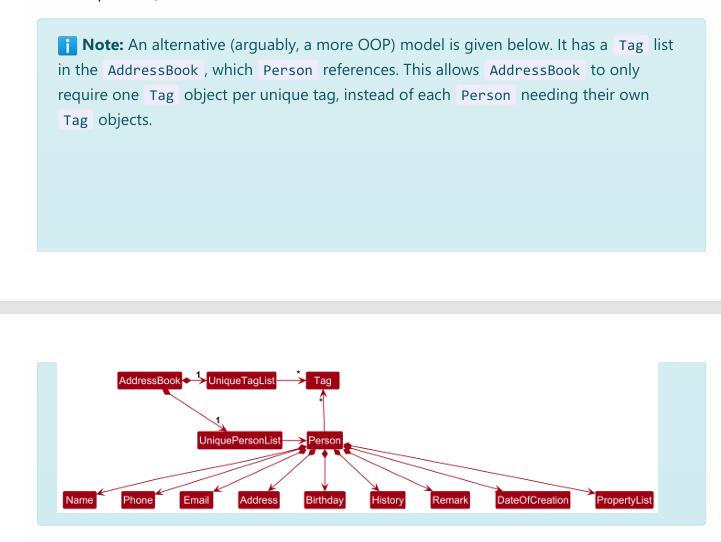 Note: An alternative (arguably, a more OOP) model is given below. It has a Tag list
in the AddressBook , which Person references. This allows AddressBook to only
require one Tag object per unique tag, instead of each Person needing their own
Tag objects.
AddressBook 1 UniqueTagList * Tag
1 *
UniquePersonList Person
Name Phone Email Address Birthday History Remark DateOfCreation PropertyList